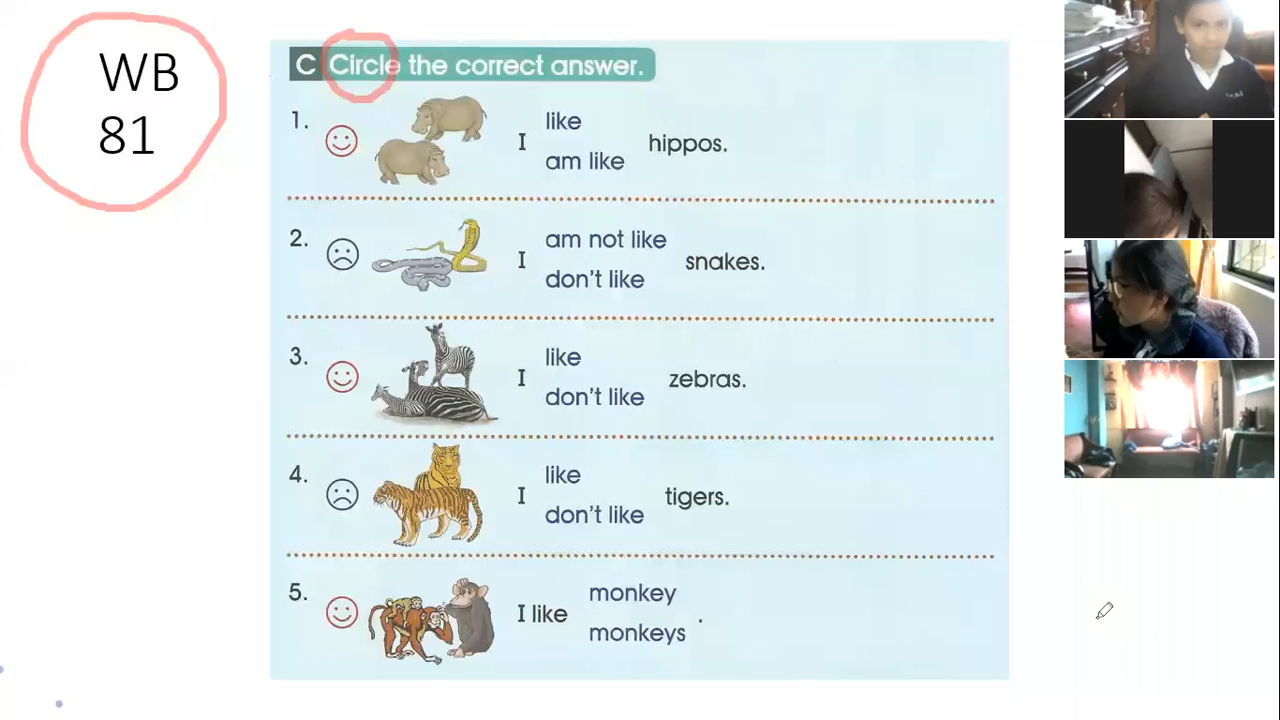 WB
81
C Circle the correct answer.
1.
I
like
am like
hippos.
2.
I
am not like
don't like
snakes.
3.
I
like
don't like
zebras.
4.
I
like
don't like
tigers.
5.
I like
monkey
monkeys
.